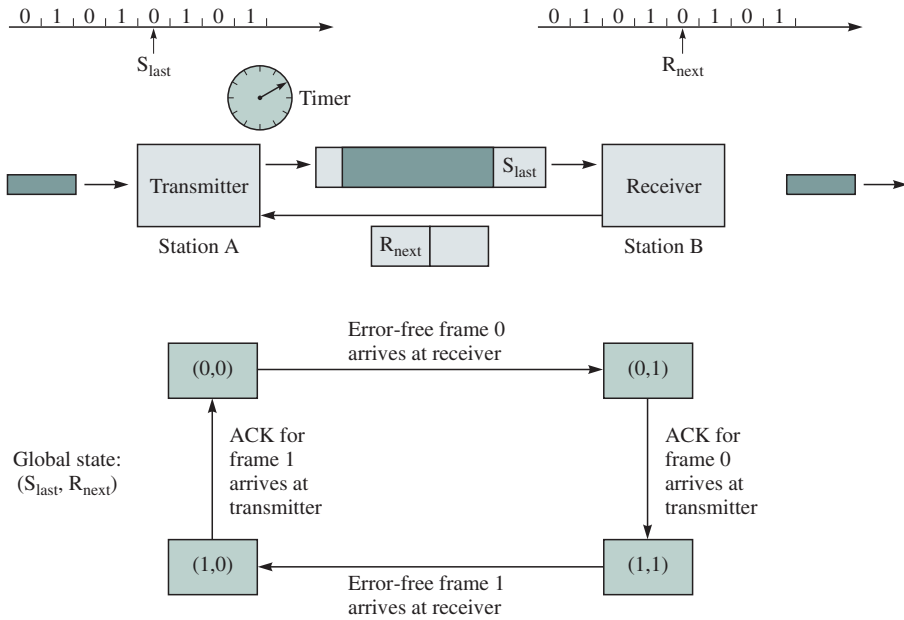 0 1 0 1 0 1 0 1
S_last
0 1 0 1 0 1 0 1
R_next
Timer
Transmitter
S_last
Receiver
Station A
R_next
Station B
Error-free frame 0
arrives at receiver
(0,0)
(0,1)
Global state:
(S_last, R_next)
ACK for
frame 1
arrives at
transmitter
ACK for
frame 0
arrives at
transmitter
(1,0)
(1,1)
Error-free frame 1
arrives at receiver